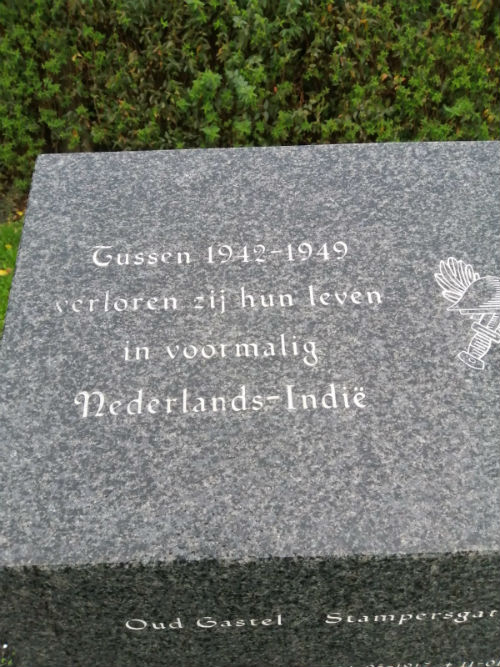 Tussen 1942-1949
verloren zij hun leven
in voormalig
Nederlands-Indië
Oud Gastel Stampersgat